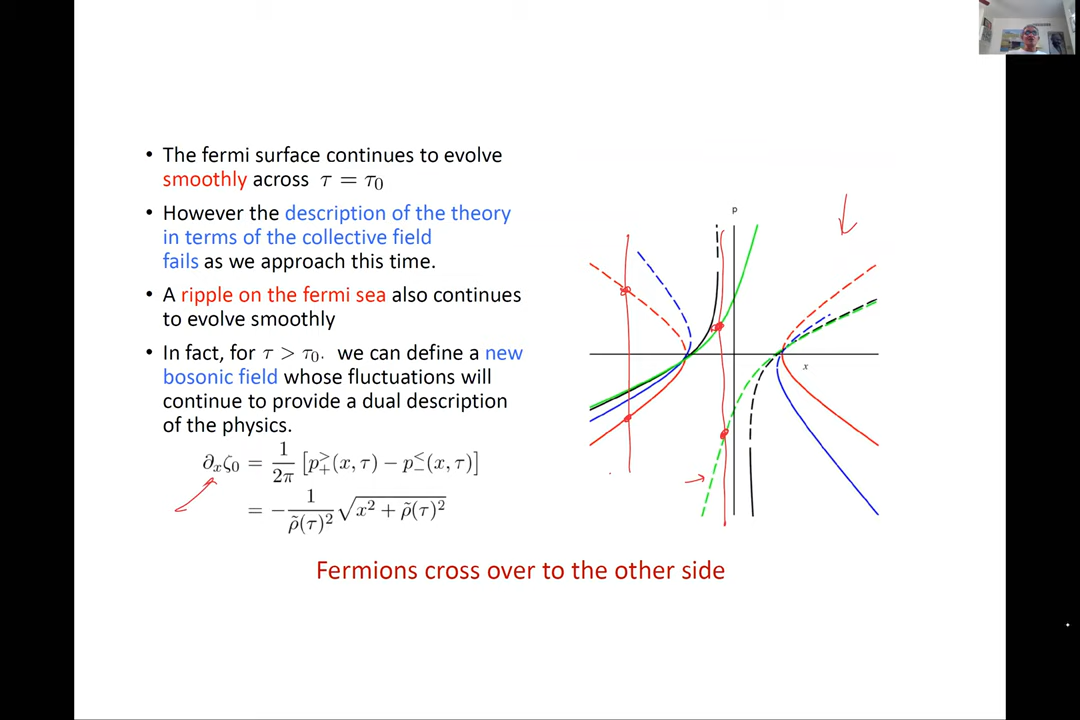 • The fermi surface continues to evolve
smoothly across τ = τ₀
• However the description of the theory
in terms of the collective field
fails as we approach this time.
• A ripple on the fermi sea also continues
to evolve smoothly
• In fact, for τ > τ₀. we can define a new
bosonic field whose fluctuations will
continue to provide a dual description
of the physics.
∂ₓζ₀ = 1/2π [p₊^>(x, τ) − p₋^<(x, τ)]
= − 1/ρ̃(τ)² √(x² + ρ̃(τ)²)
p
x
Fermions cross over to the other side